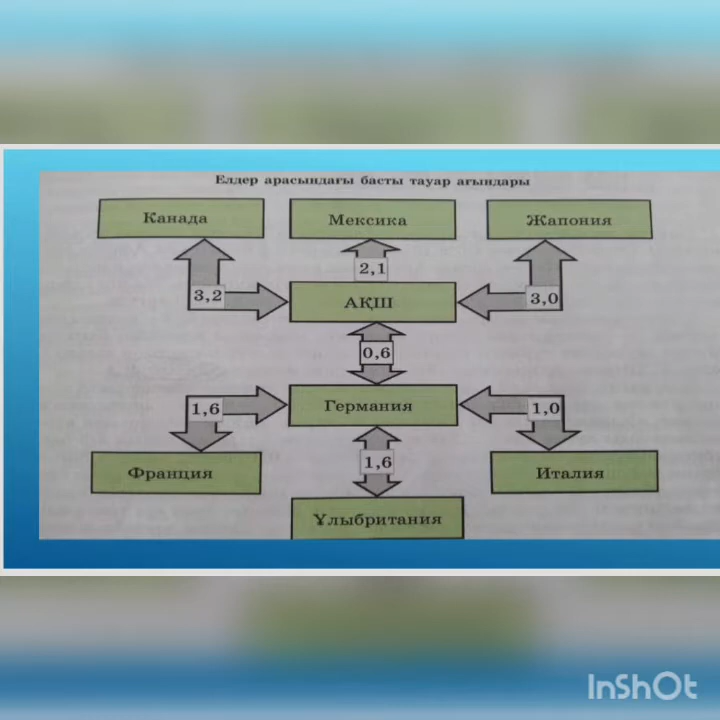 Елдер арасындағы басты тауар ағындары
Канада
Мексика
Жапония
2,1
3,2
3,0
АҚШ
0,6
Германия
1,6
1,0
1,6
Франция
Италия
Ұлыбритания
InShOt